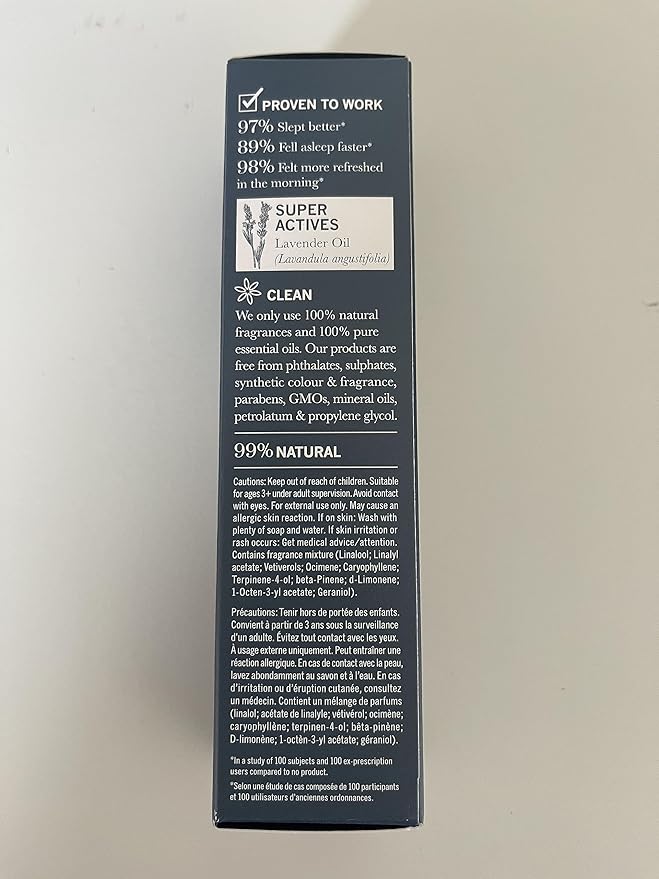 PROVEN TO WORK
97% Slept better*
89% Fell asleep faster*
98% Felt more refreshed
in the morning*
SUPER
ACTIVES
Lavender Oil
(Lavandula angustifolia)
CLEAN
We only use 100% natural
fragrances and 100% pure
essential oils. Our products are
free from phthalates, sulphates,
synthetic colour & fragrance,
parabens, GMOs, mineral oils,
petrolatum & propylene glycol.
99% NATURAL
Cautions: Keep out of reach of children. Suitable
for ages 3+ under adult supervision. Avoid contact
with eyes. For external use only. May cause an
allergic skin reaction. If on skin: Wash with
plenty of soap and water. If skin irritation or
rash occurs: Get medical advice/attention.
Contains fragrance mixture (Linalool; Linalyl
acetate; Vetiverols; Ocimene; Caryophyllene;
Terpinene-4-ol; beta-Pinene; d-Limonene;
1-Octen-3-yl acetate; Geraniol).
Précautions: Tenir hors de portée des enfants.
Convient à partir de 3 ans sous la surveillance
d'un adulte. Évitez tout contact avec les yeux.
À usage externe uniquement. Peut entraîner une
réaction allergique. En cas de contact avec la peau,
lavez abondamment au savon et à l'eau. En cas
d'irritation ou d'éruption cutanée, consultez
un médecin. Contient un mélange de parfums
(linalol; acétate de linalyle; vétivérol; ocimène;
caryophyllène; terpinen-4-ol; bêta-pinène;
D-limonène; 1-octèn-3-yl acétate; géraniol).
*In a study of 100 subjects and 100 ex-prescription
users compared to no product.
*Selon une étude de cas composée de 100 participants
et 100 utilisateurs d'anciennes ordonnances.